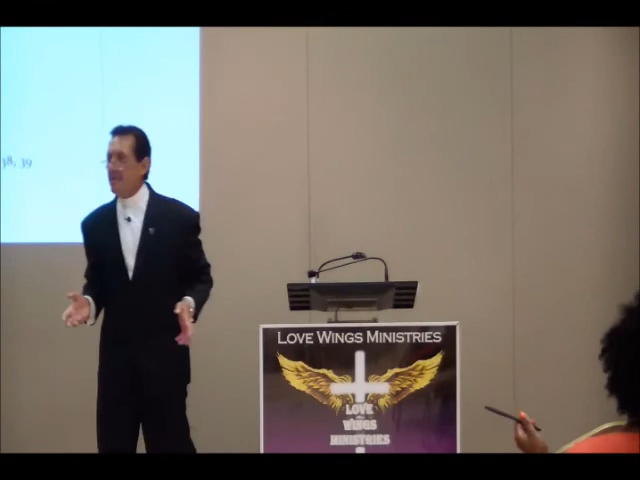 38, 39
LOVE WINGS MINISTRIES
LOVE
WINGS
MINISTRIES